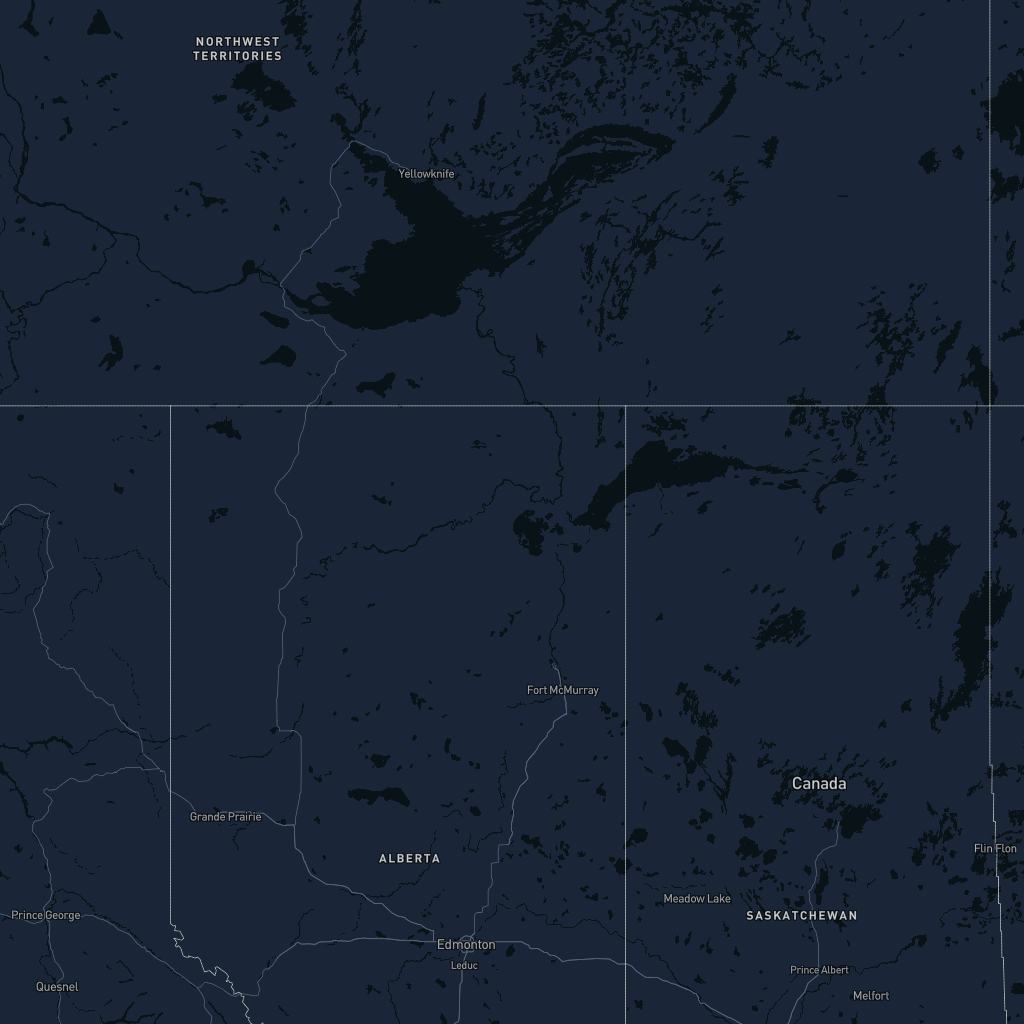 NORTHWEST
TERRITORIES
Yellowknife
Fort McMurray
Canada
Grande Prairie
Flin Flon
ALBERTA
Meadow Lake
Prince George
SASKATCHEWAN
Edmonton
Leduc
Prince Albert
Quesnel
Melfort